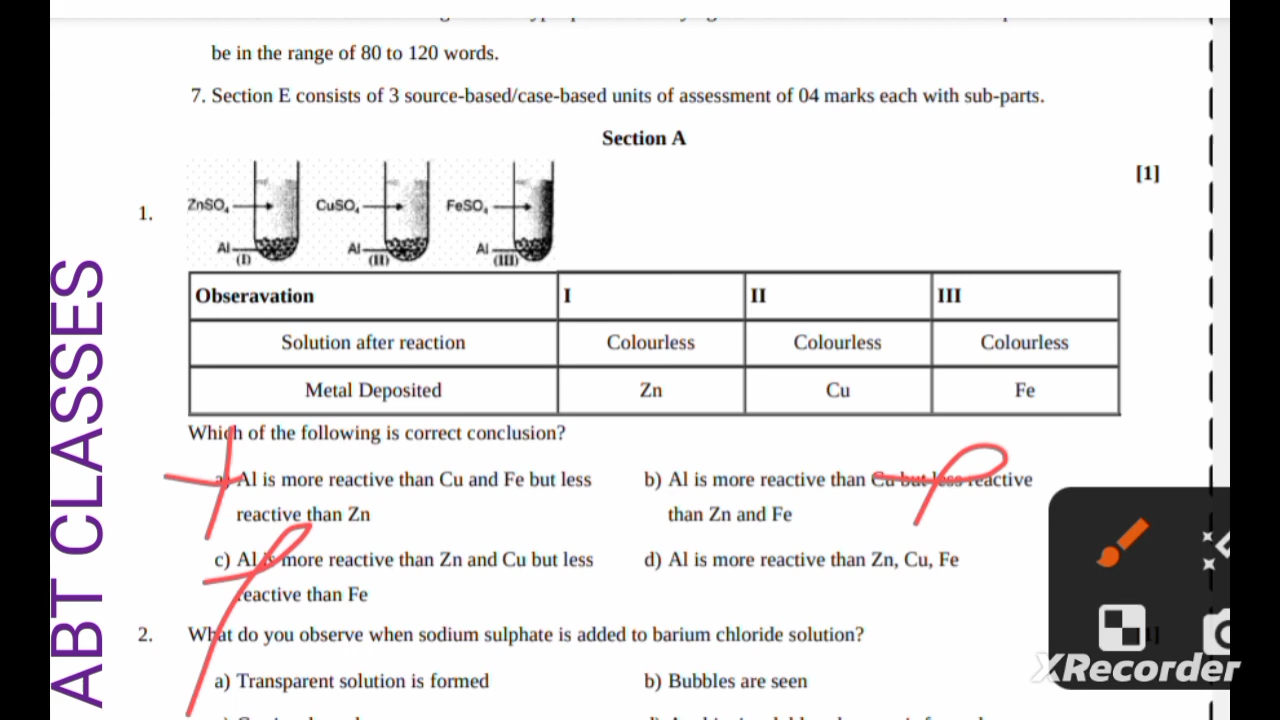 be in the range of 80 to 120 words.
7. Section E consists of 3 source-based/case-based units of assessment of 04 marks each with sub-parts.
Section A
[1]
1.
ZnSO4
CuSO4
FeSO4
Al
Al
Al
(I)
(II)
(III)
Obseravation I II III
Solution after reaction Colourless Colourless Colourless
Metal Deposited Zn Cu Fe
Which of the following is correct conclusion?
a) Al is more reactive than Cu and Fe but less
reactive than Zn
b) Al is more reactive than Cu but less reactive
than Zn and Fe
c) Al is more reactive than Zn and Cu but less
reactive than Fe
d) Al is more reactive than Zn, Cu, Fe
2. What do you observe when sodium sulphate is added to barium chloride solution?
[1]
a) Transparent solution is formed
b) Bubbles are seen
ABT CLASSES
XRecorder